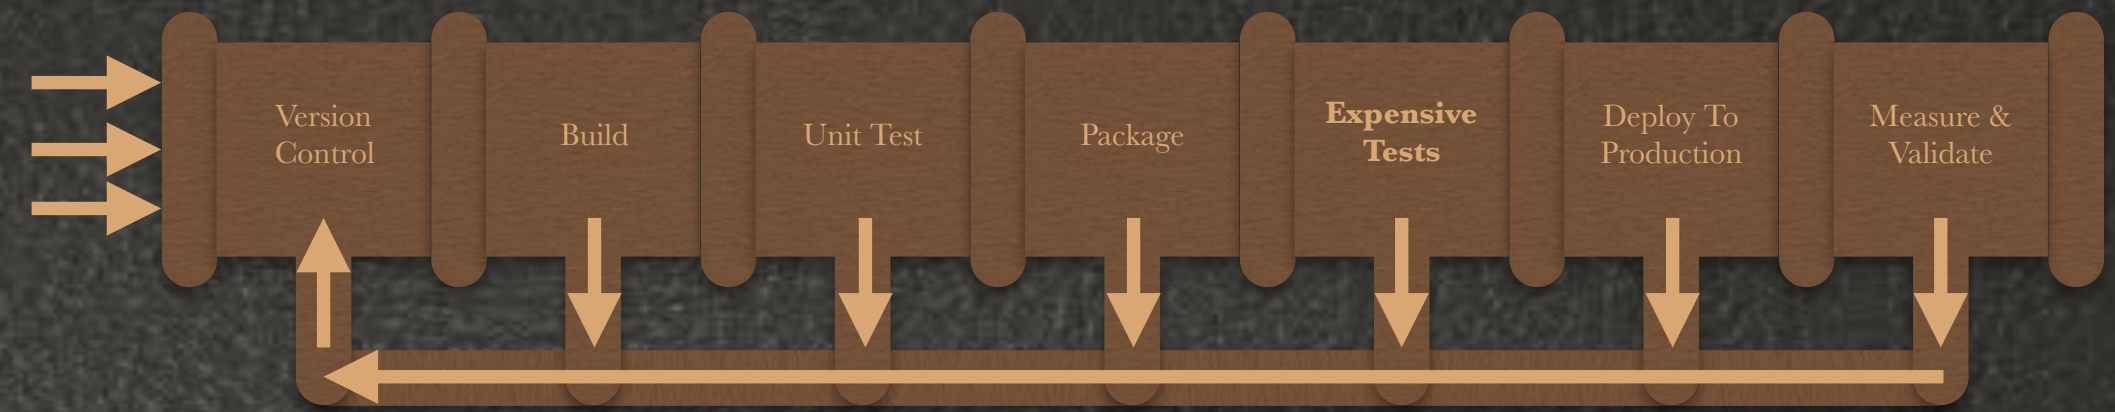 Version
Control
Build
Unit Test
Package
Expensive
Tests
Deploy To
Production
Measure &
Validate